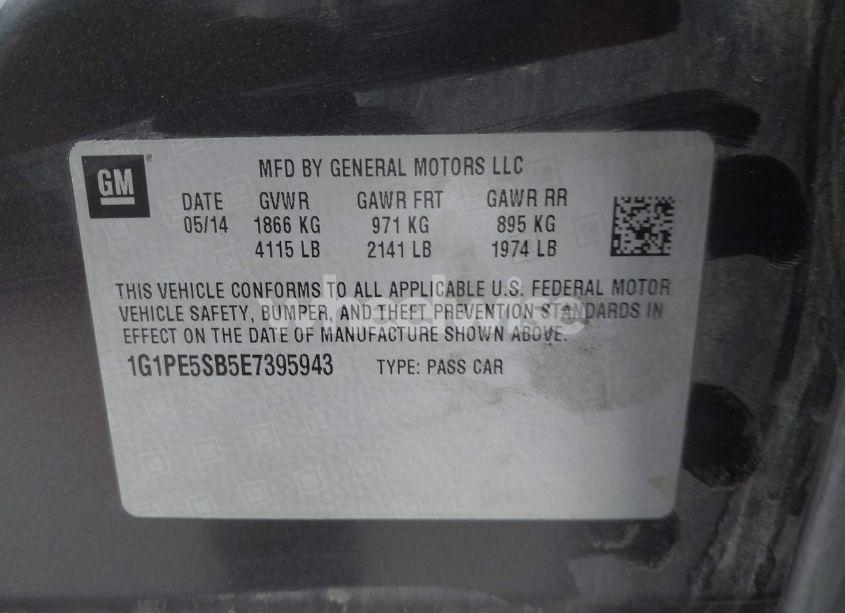 GM
MFD BY GENERAL MOTORS LLC
DATE GVWR GAWR FRT GAWR RR
05/14 1866 KG 971 KG 895 KG
4115 LB 2141 LB 1974 LB
THIS VEHICLE CONFORMS TO ALL APPLICABLE U.S. FEDERAL MOTOR
VEHICLE SAFETY, BUMPER, AND THEFT PREVENTION STANDARDS IN
EFFECT ON THE DATE OF MANUFACTURE SHOWN ABOVE.
1G1PE5SB5E7395943 TYPE: PASS CAR